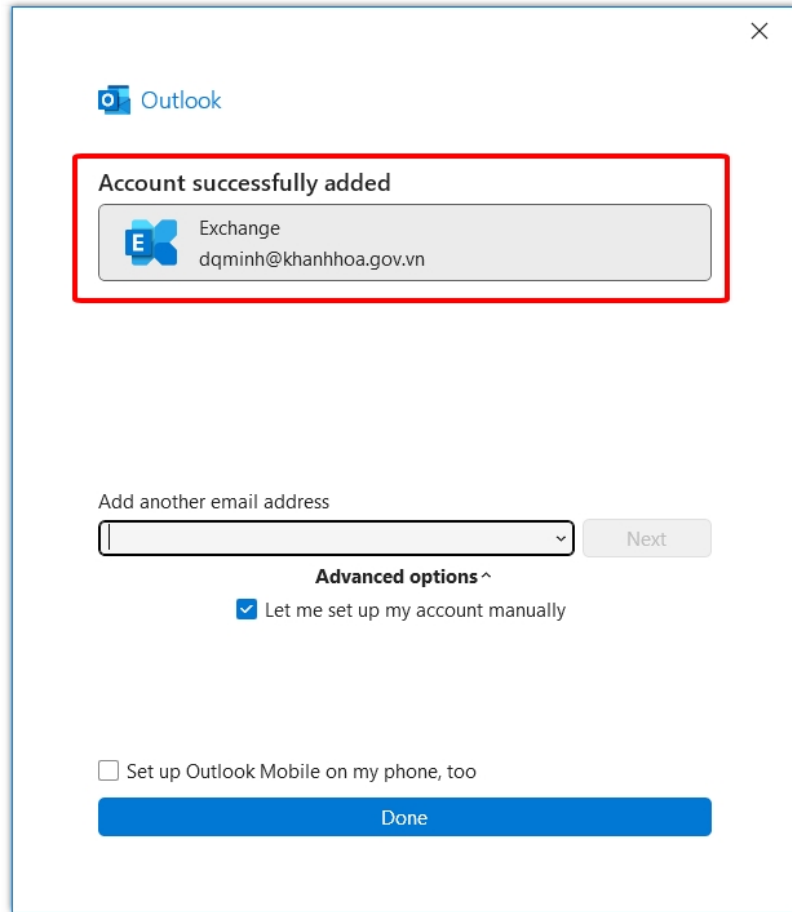 Outlook
Account successfully added
Exchange
dqminh@khanhhoa.gov.vn
Add another email address
Next
Advanced options
Let me set up my account manually
Set up Outlook Mobile on my phone, too
Done